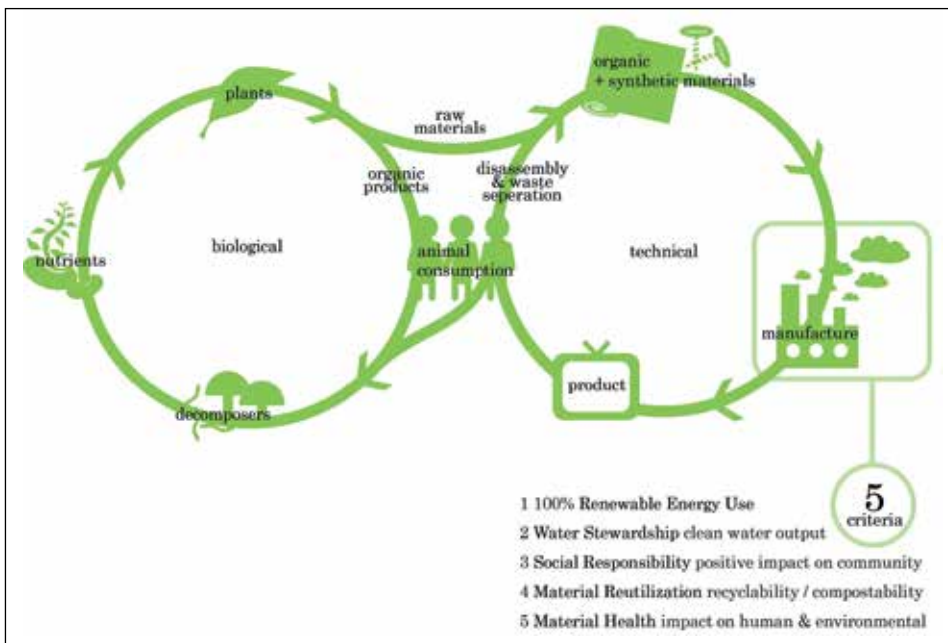 organic
+ synthetic materials
plants
raw
materials
organic
products
disassembly
& waste
seperation
biological
technical
nutrients
animal
consumption
manufacture
product
decomposers
5
criteria
1 100% Renewable Energy Use
2 Water Stewardship clean water output
3 Social Responsibility positive impact on community
4 Material Reutilization recyclability / compostability
5 Material Health impact on human & environmental